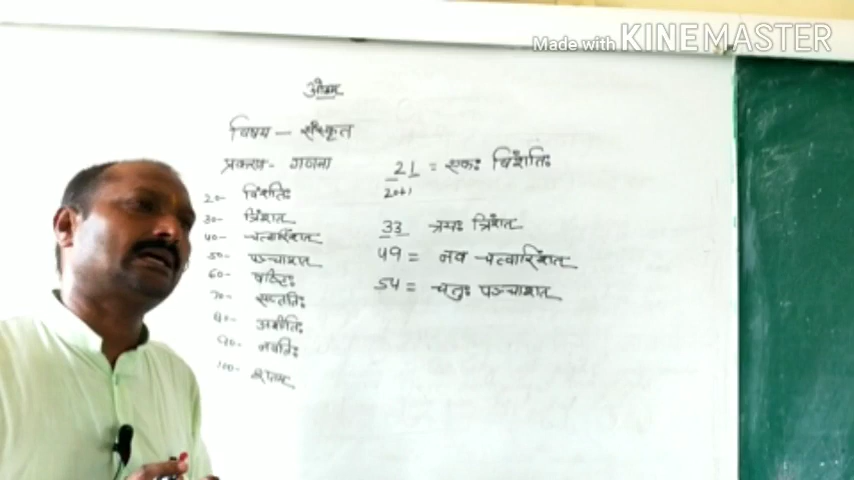 Made with KINEMASTER
ओ३म्
विषय - संस्कृत
प्रकरण - गणना
21 = एकः विंशतिः
20+1
20- विंशतिः
30- त्रिंशत्
40- चत्वारिंशत्
50- पञ्चाशत्
60- षष्टिः
70- सप्ततिः
80- अशीतिः
90- नवतिः
100- शतम्
33 त्रयः त्रिंशत्
49 = नव चत्वारिंशत्
54 = चतुः पञ्चाशत्